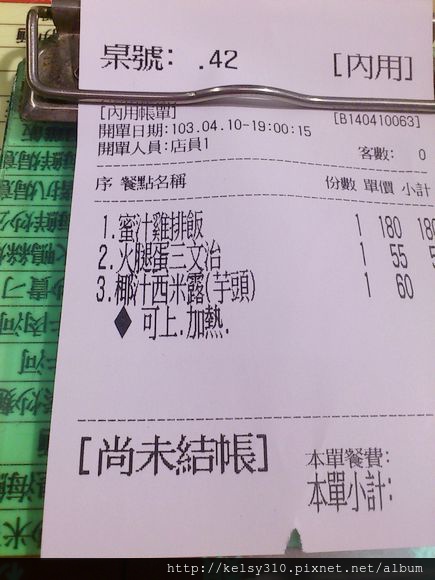 桌號: .42 [內用]
[內用帳單] [B140410063]
開單日期:103.04.10-19:00:15
開單人員:店員1 客數: 0
序 餐點名稱 份數 單價 小計
1.蜜汁雞排飯 1 180 180
2.火腿蛋三文治 1 55
3.椰汁西米露(芋頭) 1 60
◆ 可上.加熱.
[尚未結帳] 本單餐費:
本單小計:
http://kelsy310.pixnet.net/album